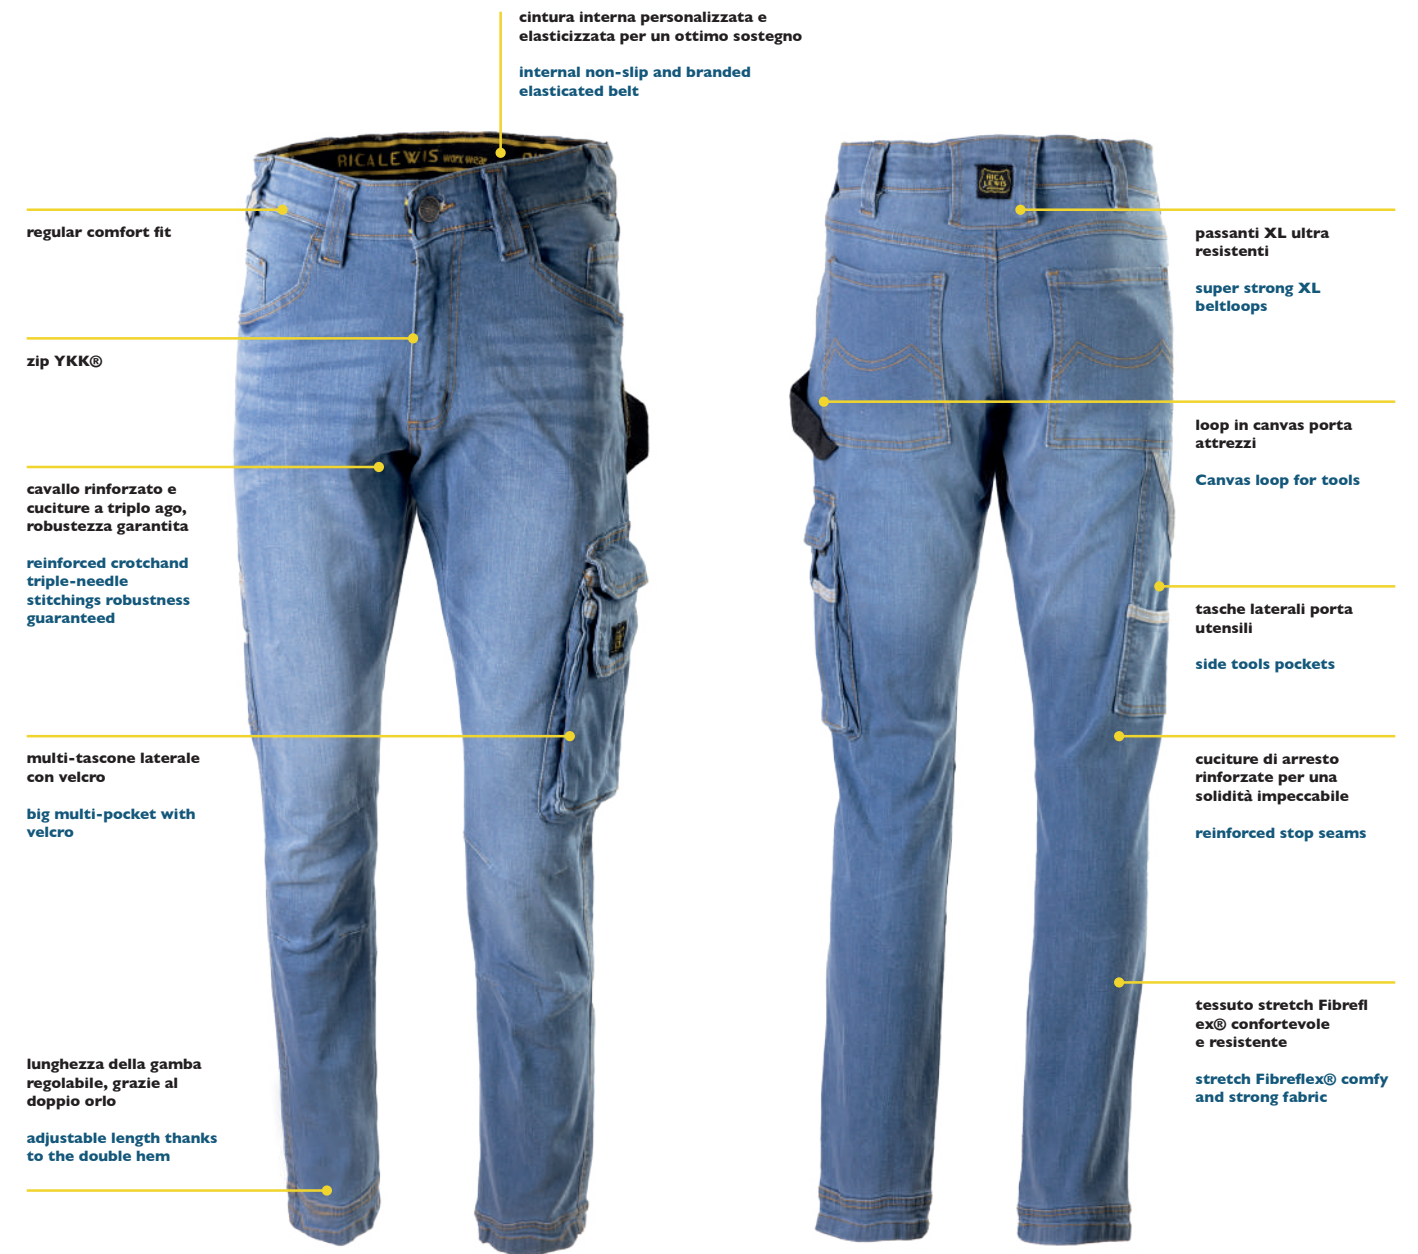 cintura interna personalizzata e
elasticizzata per un ottimo sostegno
internal non-slip and branded
elasticated belt
RICALEWIS work wear
RICA
LEWIS
regular comfort fit
zip YKK®
cavallo rinforzato e
cuciture a triplo ago,
robustezza garantita
reinforced crotchand
triple-needle
stitchings robustness
guaranteed
multi-tascone laterale
con velcro
big multi-pocket with
velcro
lunghezza della gamba
regolabile, grazie al
doppio orlo
adjustable length thanks
to the double hem
passanti XL ultra
resistenti
super strong XL
beltloops
loop in canvas porta
attrezzi
Canvas loop for tools
tasche laterali porta
utensili
side tools pockets
cuciture di arresto
rinforzate per una
solidità impeccabile
reinforced stop seams
tessuto stretch Fibrefl
ex® confortevole
e resistente
stretch Fibreflex® comfy
and strong fabric